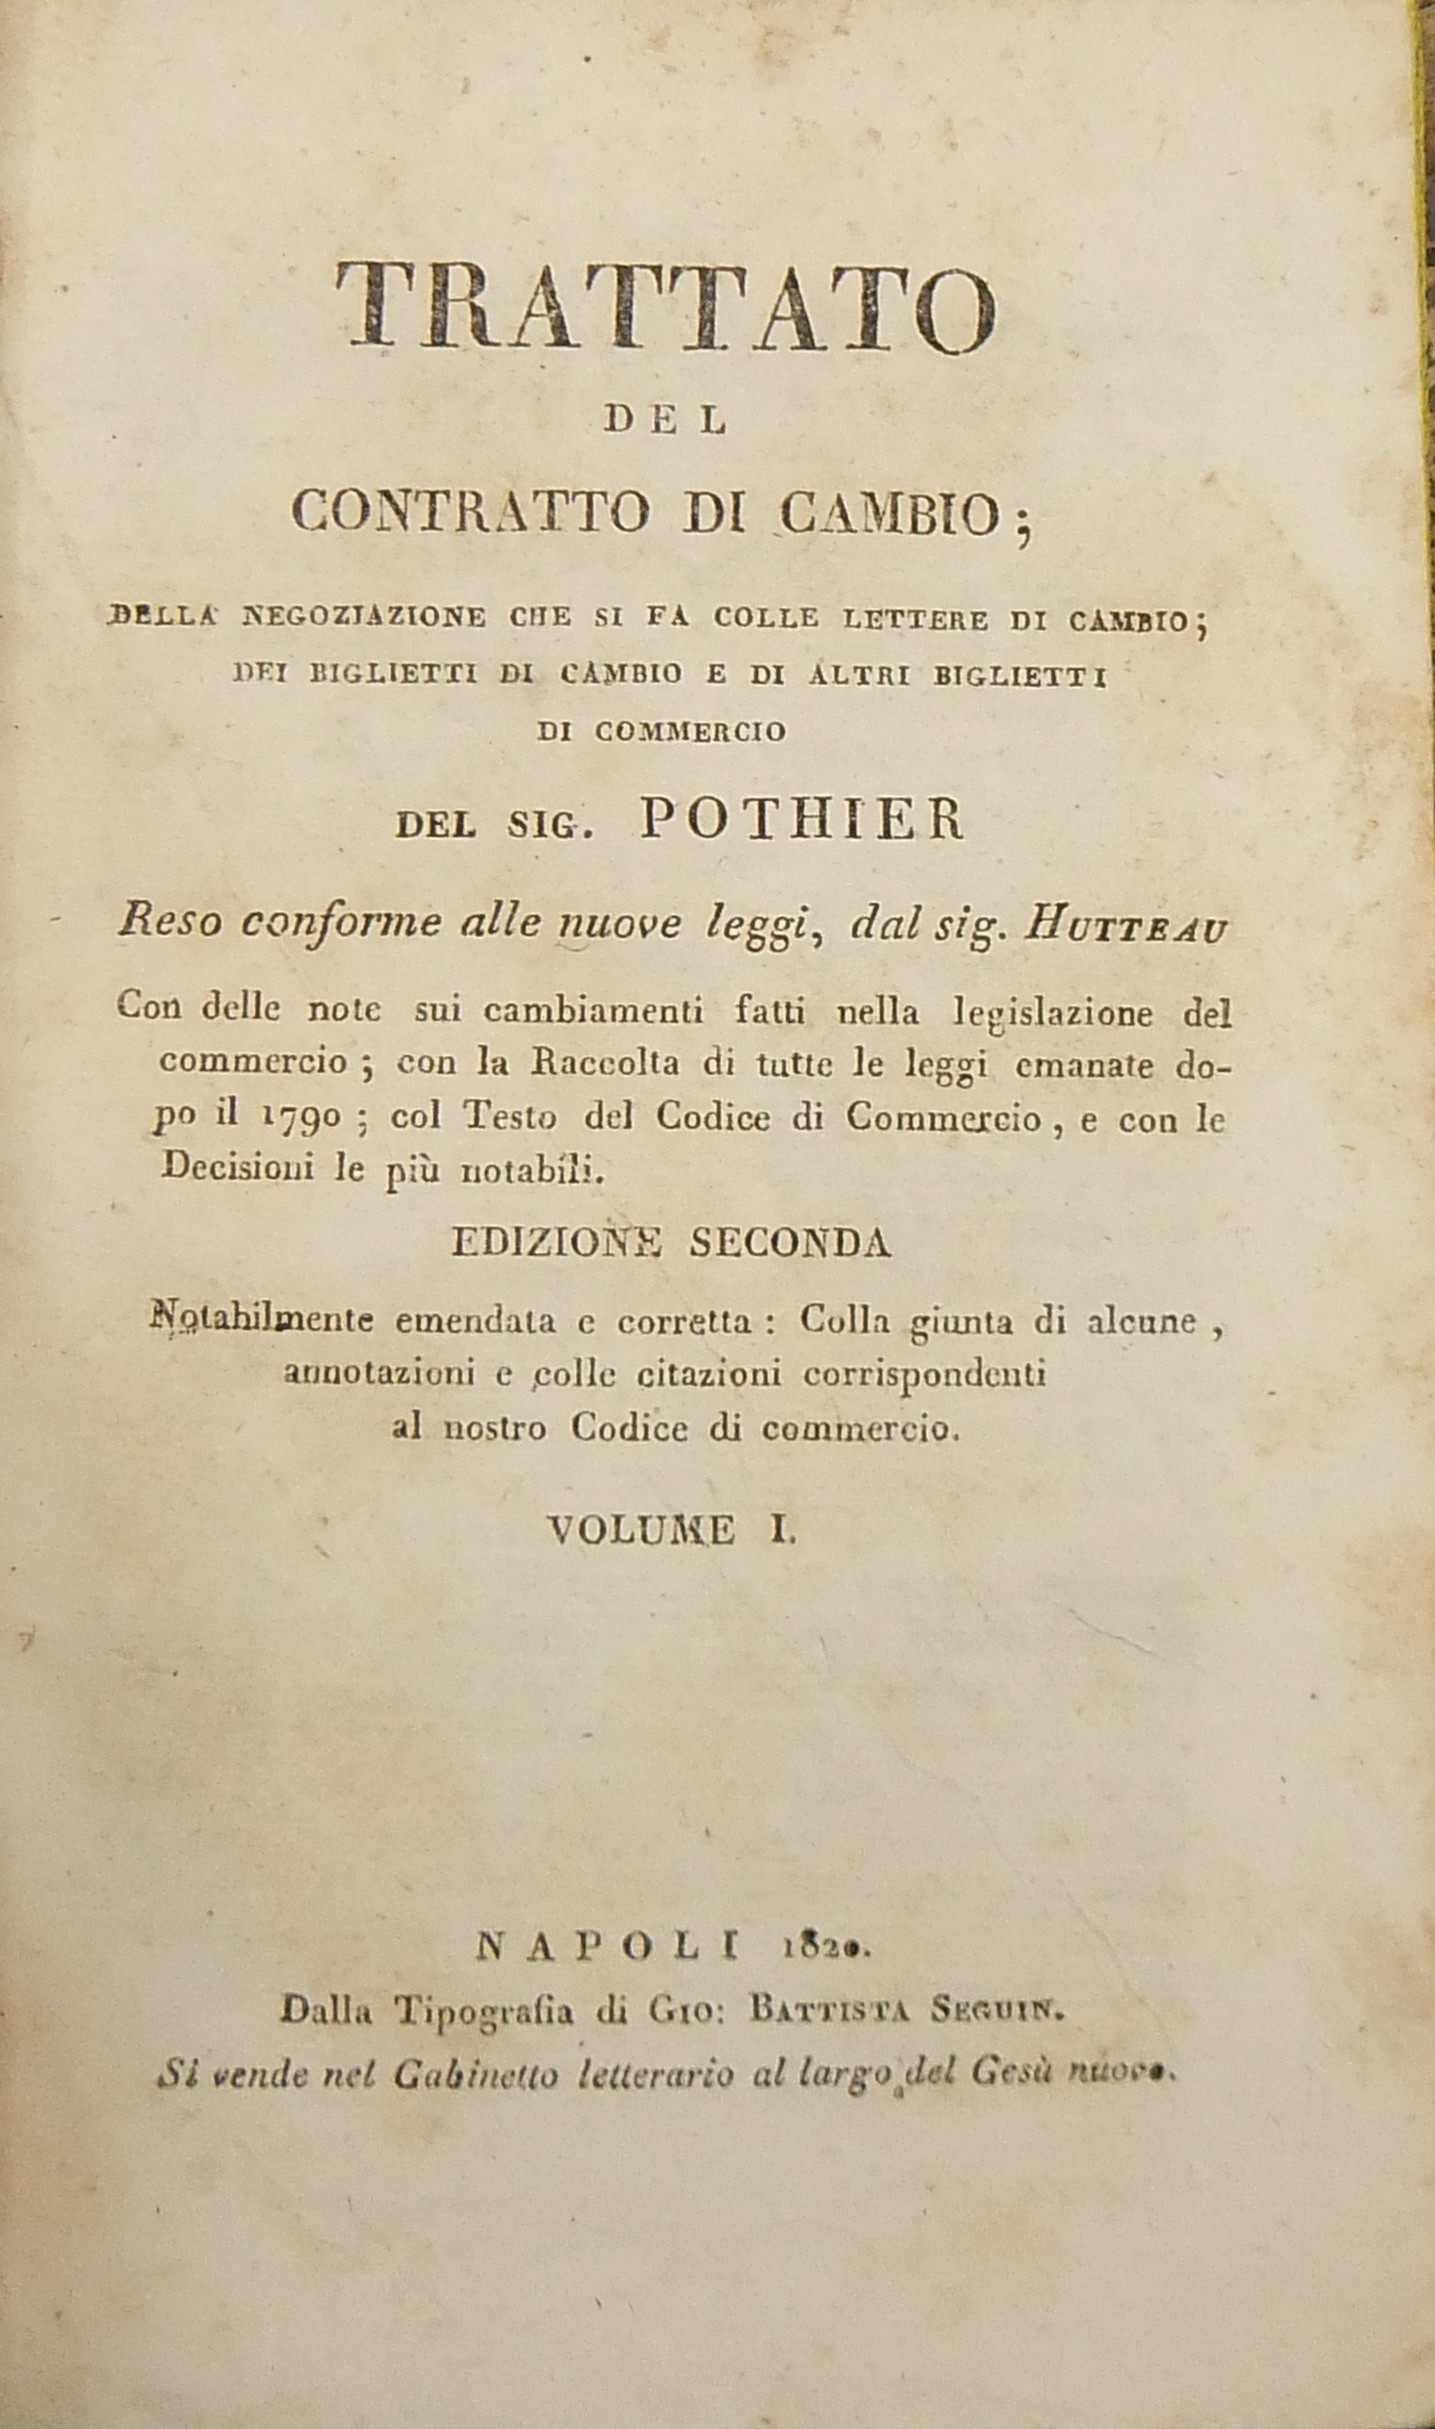 TRATTATO
DEL
CONTRATTO DI CAMBIO;
DELLA NEGOZIAZIONE CHE SI FA COLLE LETTERE DI CAMBIO;
DEI BIGLIETTI DI CAMBIO E DI ALTRI BIGLIETTI
DI COMMERCIO
DEL SIG. POTHIER
Reso conforme alle nuove leggi, dal sig. HUTTEAU
Con delle note sui cambiamenti fatti nella legislazione del
commercio ; con la Raccolta di tutte le leggi emanate do-
po il 1790 ; col Testo del Codice di Commercio , e con le
Decisioni le più notabili.
EDIZIONE SECONDA
Notabilmente emendata e corretta : Colla giunta di alcune ,
annotazioni e colle citazioni corrispondenti
al nostro Codice di commercio.
VOLUME I.
NAPOLI 1820.
Dalla Tipografia di GIO: BATTISTA SEGUIN.
Si vende nel Gabinetto letterario al largo del Gesù nuovo.